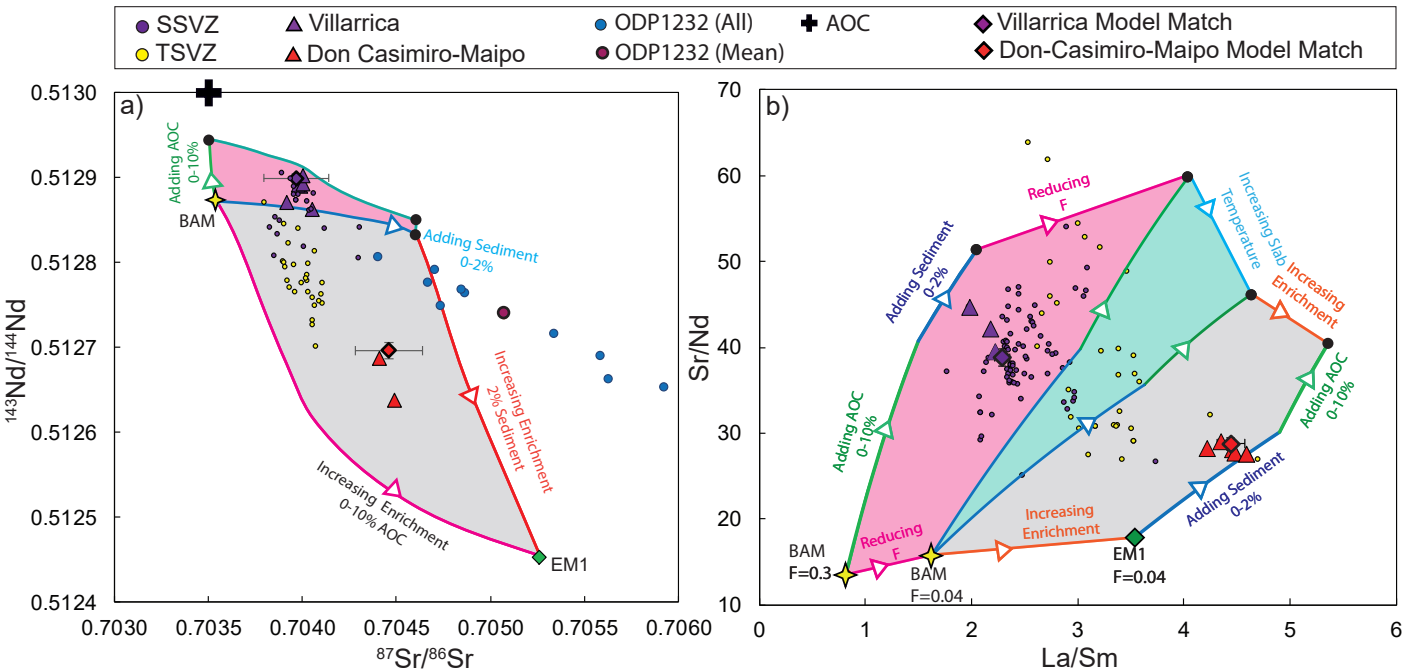 SSVZ
Villarrica
ODP1232 (All)
AOC
Villarrica Model Match
TSVZ
Don Casimiro-Maipo
ODP1232 (Mean)
Don-Casimiro-Maipo Model Match
a)
0.5130
0.5129
0.5128
0.5127
0.5126
0.5125
0.5124
143Nd/144Nd
0.7030
0.7035
0.7040
0.7045
0.7050
0.7055
0.7060
87Sr/86Sr
Adding AOC
0-10%
BAM
Adding Sediment
0-2%
Increasing Enrichment
2% Sediment
Increasing Enrichment
0-10% AOC
EM1
b)
70
60
50
40
30
20
10
Sr/Nd
0
1
2
3
4
5
6
La/Sm
Reducing
F
Increasing Slab
Temperature
Adding Sediment
0-2%
Increasing
Enrichment
Adding AOC
0-10%
Adding AOC
0-10%
Adding Sediment
0-2%
Increasing
Enrichment
Reducing
F
BAM
F=0.3
BAM
F=0.04
EM1
F=0.04